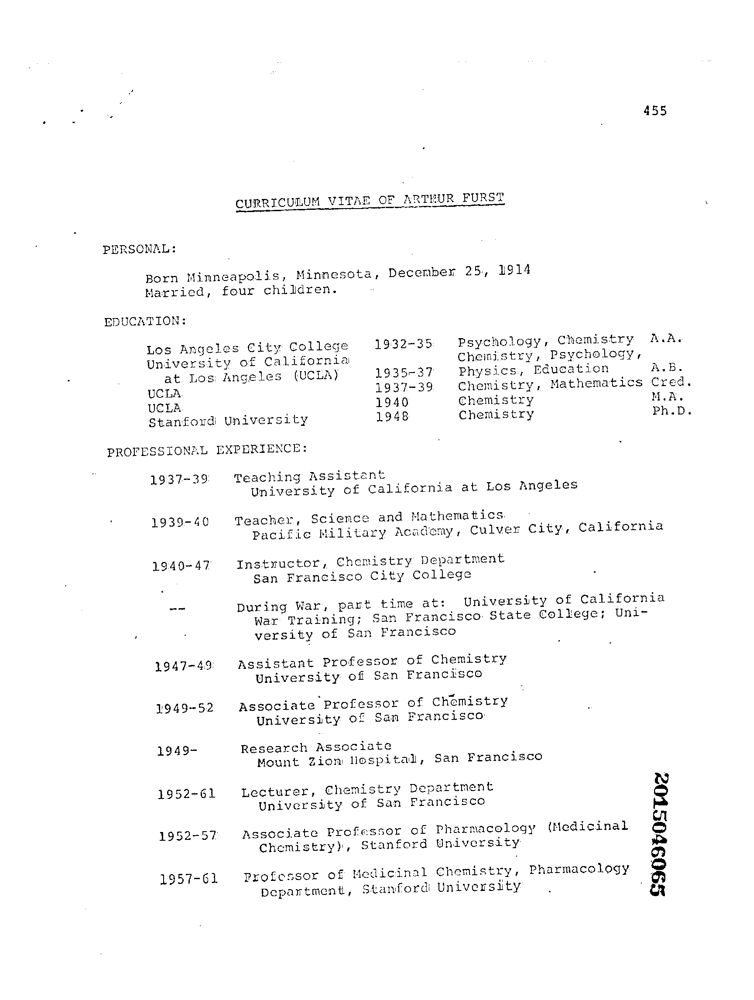 455
CURRICULUM VITAE OF ARTHUR FURST
PERSONAL:
Born Minneapolis, Minnesota, December 25, 1914
Married, four children.
EDUCATION:
Los Angeles City College 1932-35 Psychology, Chemistry A.A.
University of California Chemistry, Psychology,
at Los Angeles (UCLA) 1935-37 Physics, Education A.B.
UCLA 1937-39 Chemistry, Mathematics Cred.
UCLA 1940 Chemistry M.A.
Stanford University 1948 Chemistry Ph.D.
PROFESSIONAL EXPERIENCE:
1937-39 Teaching Assistant
University of California at Los Angeles
1939-40 Teacher, Science and Mathematics
Pacific Military Academy, Culver City, California
1940-47 Instructor, Chemistry Department
San Francisco City College
-- During War, part time at: University of California
War Training; San Francisco State College; Uni-
versity of San Francisco
1947-49 Assistant Professor of Chemistry
University of San Francisco
1949-52 Associate Professor of Chemistry
University of San Francisco
1949- Research Associate
Mount Zion Hospital, San Francisco
1952-61 Lecturer, Chemistry Department
University of San Francisco
1952-57 Associate Professor of Pharmacology (Medicinal
Chemistry), Stanford University
1957-61 Professor of Medicinal Chemistry, Pharmacology
Department, Stanford University
2015046065